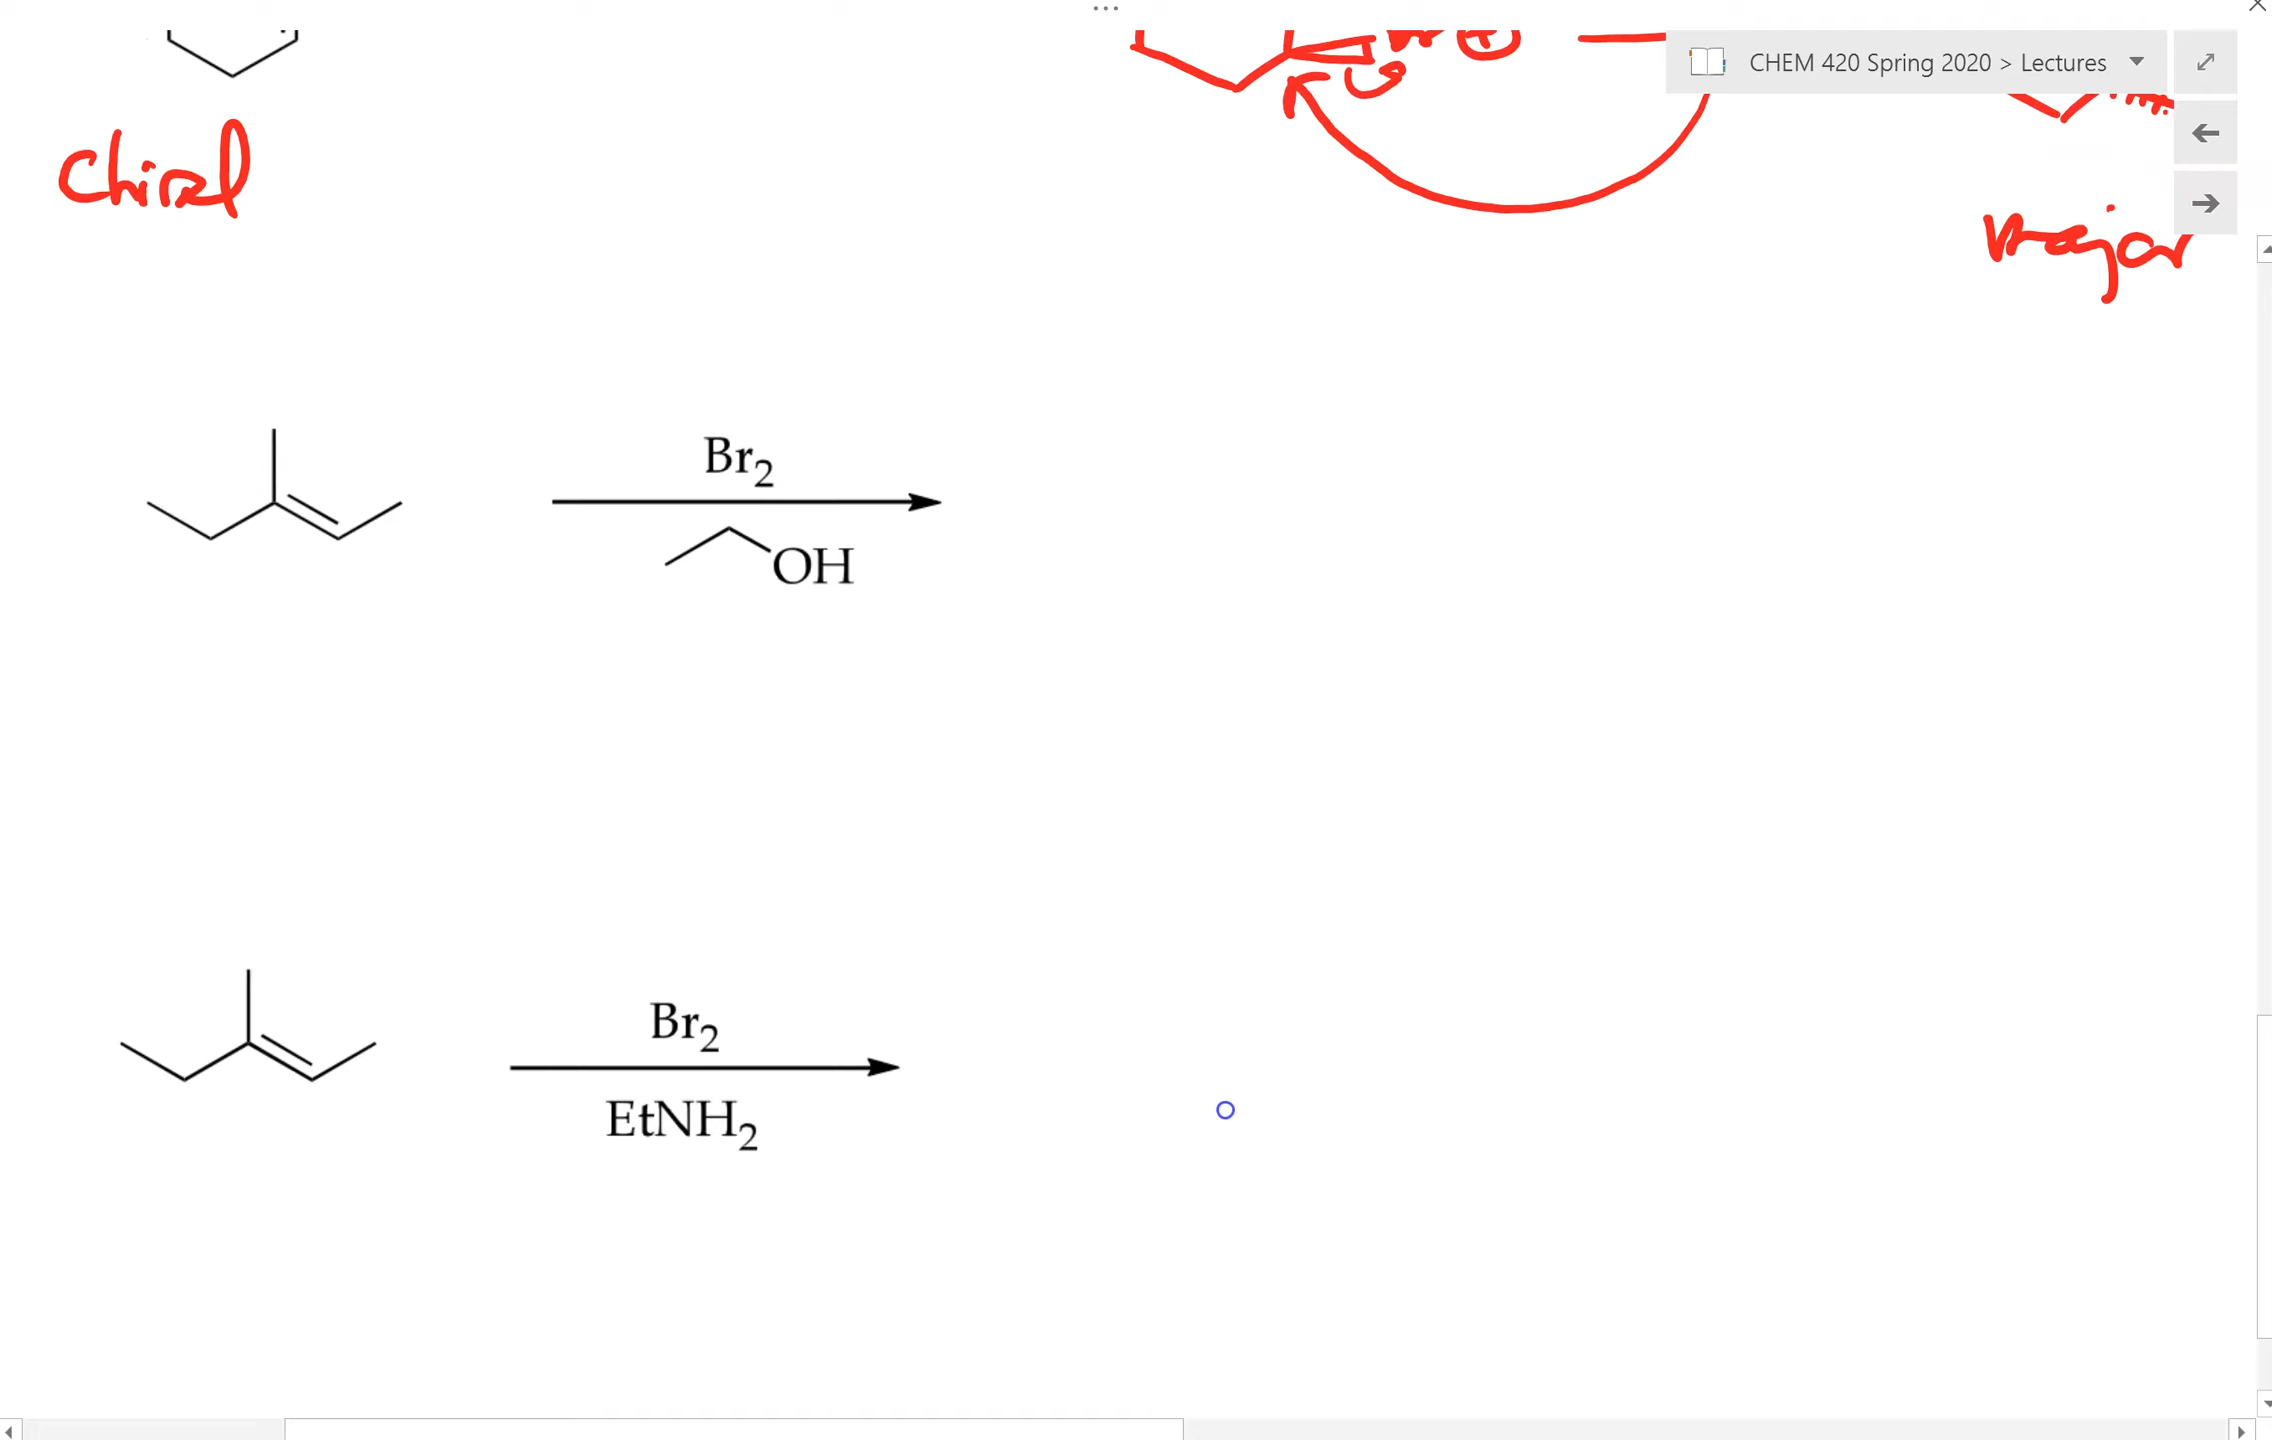 CHEM 420 Spring 2020 > Lectures
Chiral
major
Br2
OH
Br2
EtNH2